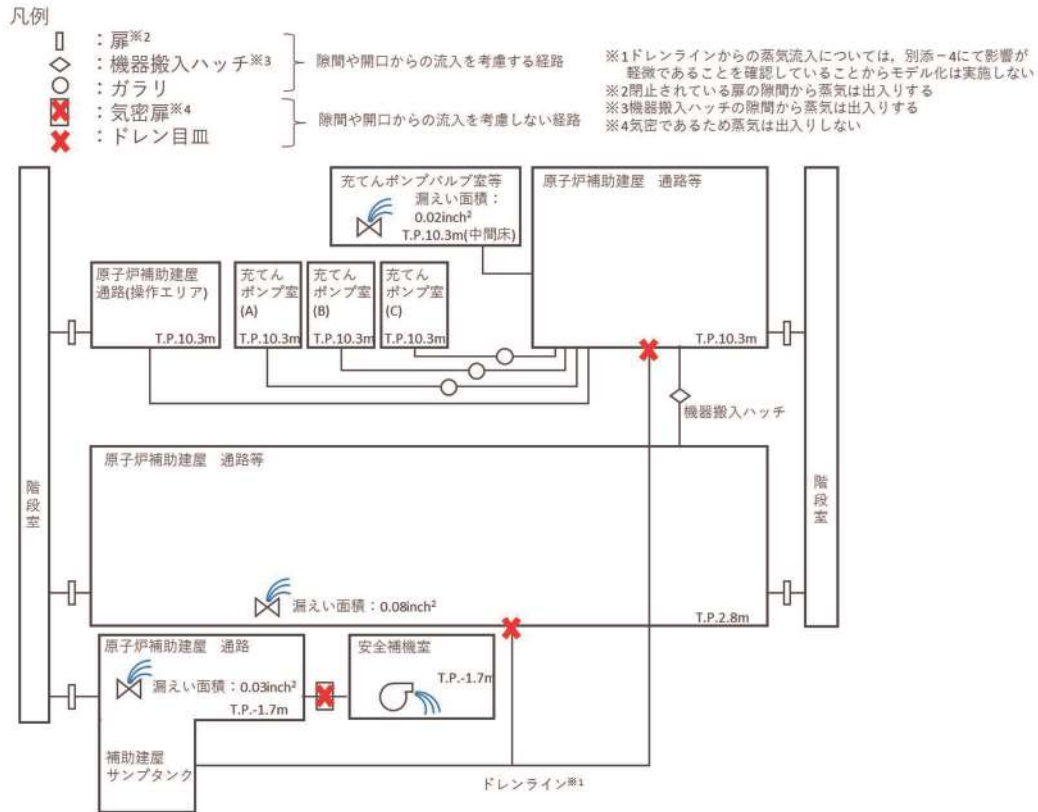 凡例
：扉※2
：機器搬入ハッチ※3
：ガラリ
隙間や開口からの流入を考慮する経路
：気密扉※4
：ドレン目皿
隙間や開口からの流入を考慮しない経路
※1ドレンラインからの蒸気流入については，別添－4にて影響が
軽微であることを確認していることからモデル化は実施しない
※2閉止されている扉の隙間から蒸気は出入りする
※3機器搬入ハッチの隙間から蒸気は出入りする
※4気密であるため蒸気は出入りしない
充てんポンプバルブ室等
漏えい面積：
0.02inch²
T.P.10.3m(中間床)
原子炉補助建屋　通路等
T.P.10.3m
原子炉補助建屋
通路(操作エリア)
T.P.10.3m
充てん
ポンプ室
(A)
T.P.10.3m
充てん
ポンプ室
(B)
T.P.10.3m
充てん
ポンプ室
(C)
T.P.10.3m
機器搬入ハッチ
階段室
階段室
原子炉補助建屋　通路等
漏えい面積：0.08inch²
T.P.2.8m
原子炉補助建屋　通路
漏えい面積：0.03inch²
T.P.-1.7m
補助建屋
サンプタンク
安全補機室
T.P.-1.7m
ドレンライン※1